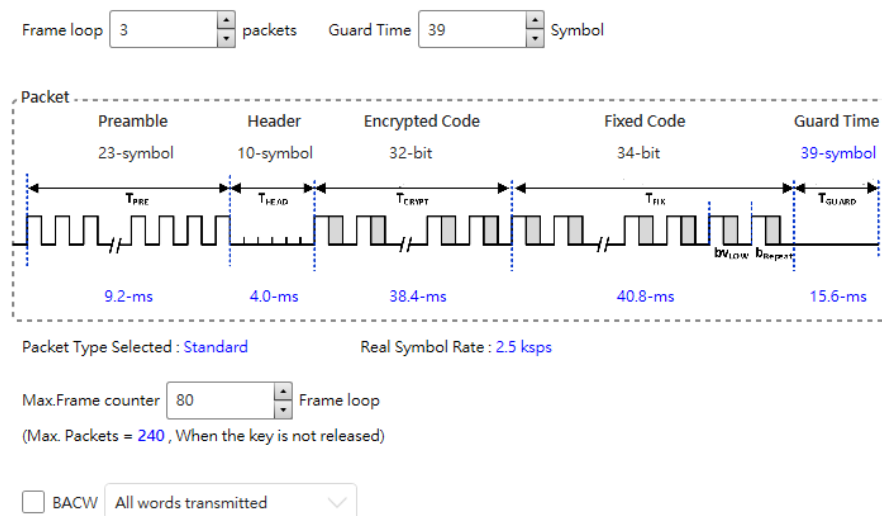 Frame loop 3 packets Guard Time 39 Symbol
Packet
Preamble Header Encrypted Code Fixed Code Guard Time
23-symbol 10-symbol 32-bit 34-bit 39-symbol
TPRE THEAD TCRYPT TFIX TGUARD
bvLOW bRepeat
9.2-ms 4.0-ms 38.4-ms 40.8-ms 15.6-ms
Packet Type Selected : Standard Real Symbol Rate : 2.5 ksps
Max.Frame counter 80 Frame loop
(Max. Packets = 240 , When the key is not released)
BACW All words transmitted